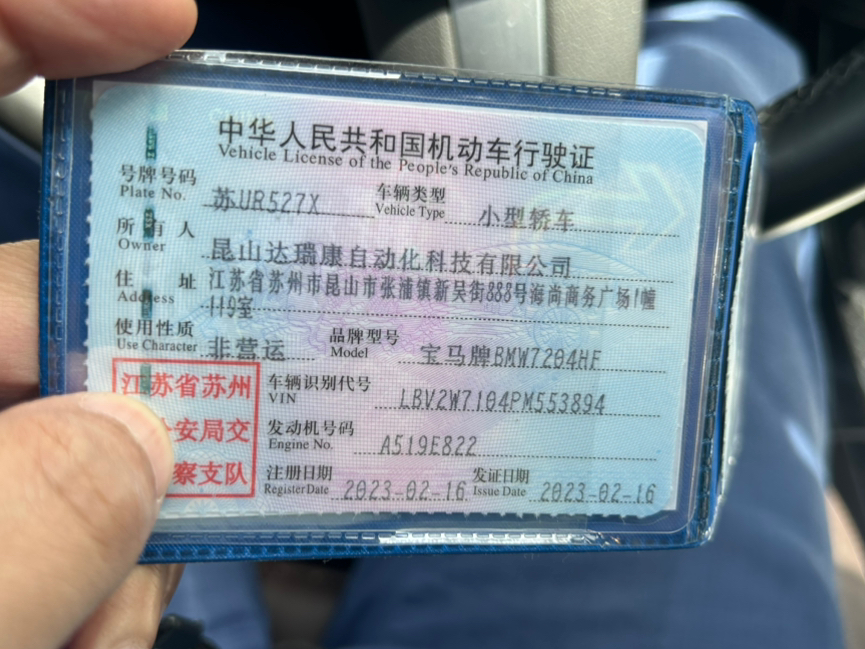 中华人民共和国机动车行驶证
Vehicle License of the People's Republic of China
号牌号码 苏UR527X 车辆类型 小型轿车
Plate No. Vehicle Type
所有人 昆山达瑞康自动化科技有限公司
Owner
住址 江苏省苏州市昆山市张浦镇新吴街888号海尚商务广场1幢
Address 119室
使用性质 非营运 品牌型号 宝马牌BMW7204HF
Use Character Model
江苏省苏州 车辆识别代号 LBV2W7104PM553894
VIN
安局交 发动机号码 A519E822
Engine No.
察支队 注册日期 2023-02-16 发证日期 2023-02-16
Register Date Issue Date